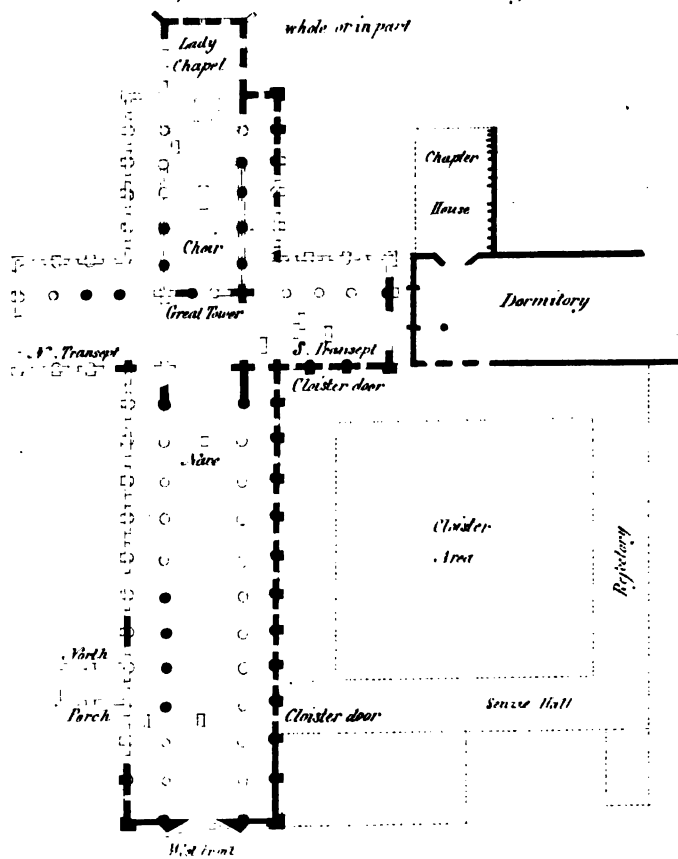 whole or in part
Lady
Chapel
Chapter
House
Choir
Dormitory
Great Tower
N. Transept
S. Transept
Cloister door
Nave
Cloister
Area
Refectory
North
Porch
Cloister door
Hall
West front